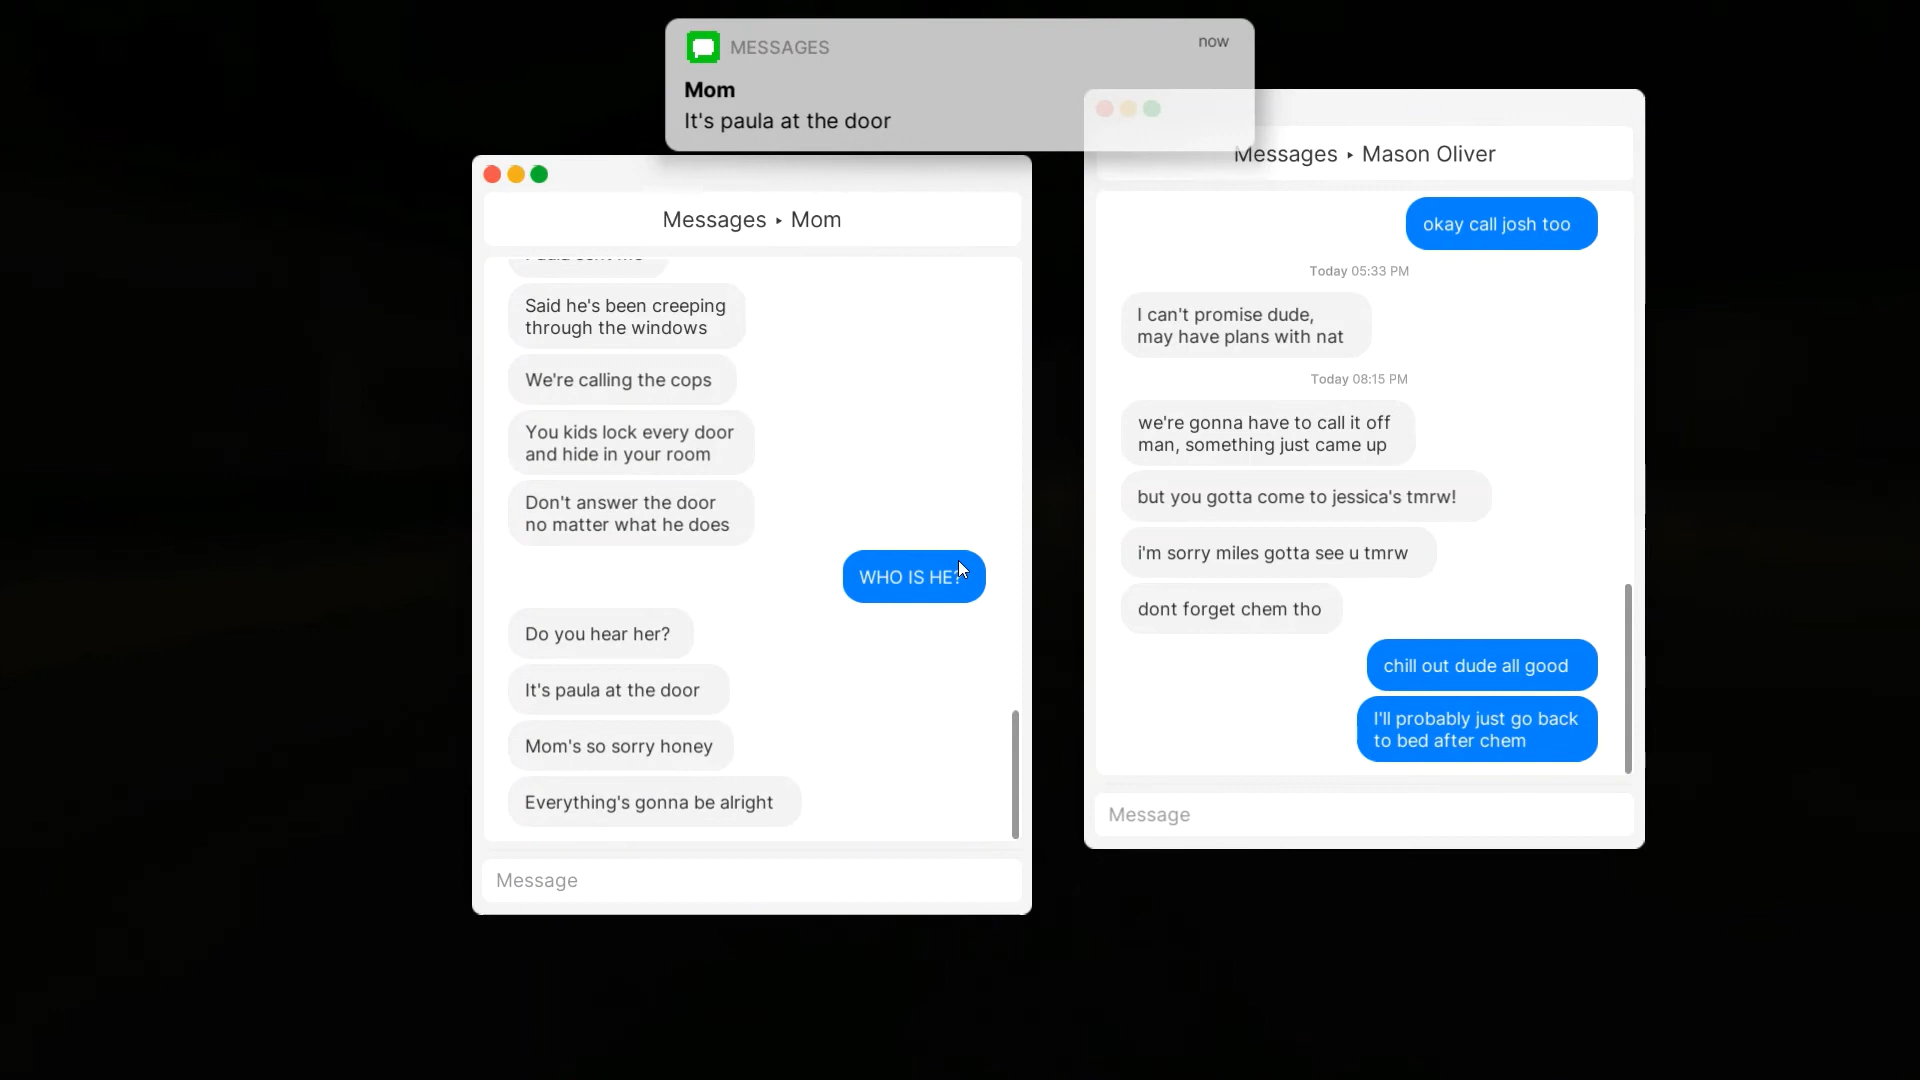 MESSAGES
now
Mom
It's paula at the door
Messages ▸ Mom
Said he's been creeping
through the windows
We're calling the cops
You kids lock every door
and hide in your room
Don't answer the door
no matter what he does
WHO IS HE?
Do you hear her?
It's paula at the door
Mom's so sorry honey
Everything's gonna be alright
Message
Messages ▸ Mason Oliver
okay call josh too
Today 05:33 PM
I can't promise dude,
may have plans with nat
Today 08:15 PM
we're gonna have to call it off
man, something just came up
but you gotta come to jessica's tmrw!
i'm sorry miles gotta see u tmrw
dont forget chem tho
chill out dude all good
I'll probably just go back
to bed after chem
Message